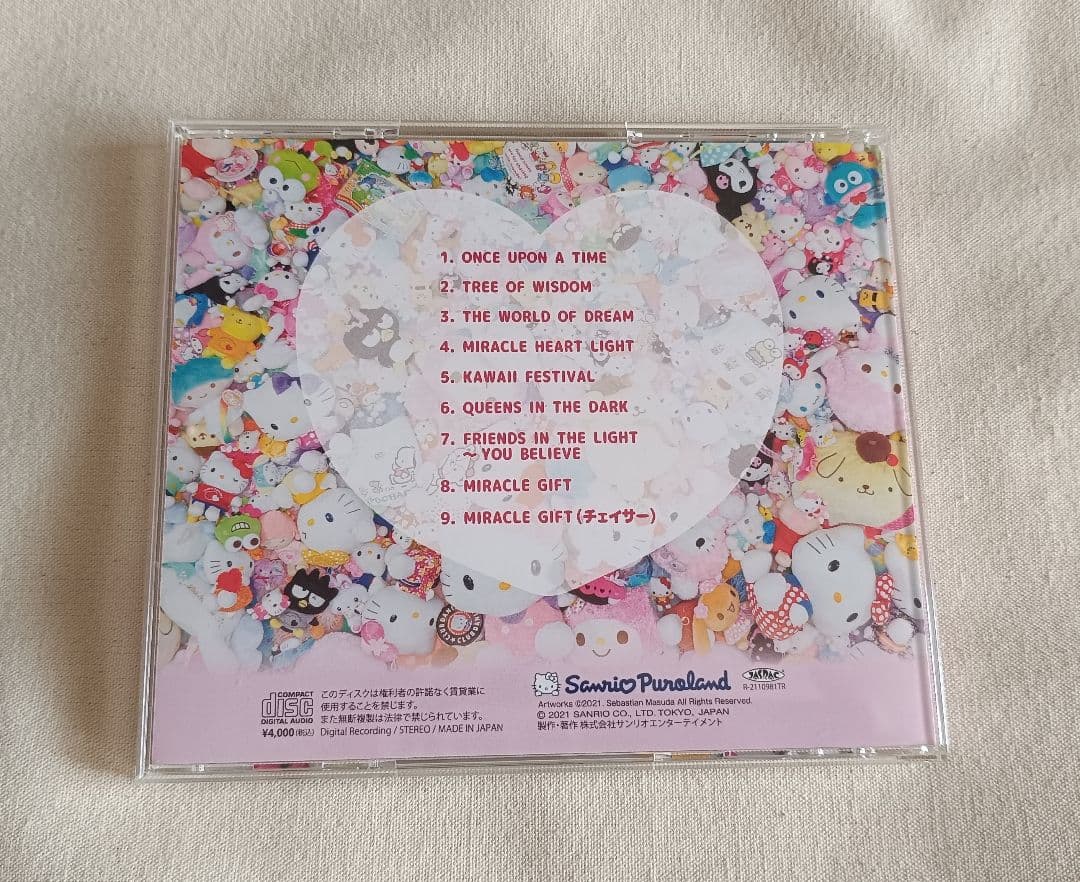 1. ONCE UPON A TIME
2. TREE OF WISDOM
3. THE WORLD OF DREAM
4. MIRACLE HEART LIGHT
5. KAWAII FESTIVAL
6. QUEENS IN THE DARK
7. FRIENDS IN THE LIGHT
～YOU BELIEVE
8. MIRACLE GIFT
9. MIRACLE GIFT(チェイサー)
COMPACT
disc
DIGITAL AUDIO
¥4,000(税込)
このディスクは権利者の許諾なく賃貸業に
使用することを禁じます。
また無断複製は法律で禁じられています。
Digital Recording / STEREO / MADE IN JAPAN
Sanrio Puroland
Artworks ©2021. Sebastian Masuda All Rights Reserved.
© 2021 SANRIO CO., LTD. TOKYO, JAPAN
製作・著作 株式会社サンリオエンターテイメント
JASRAC
R-2110981TR